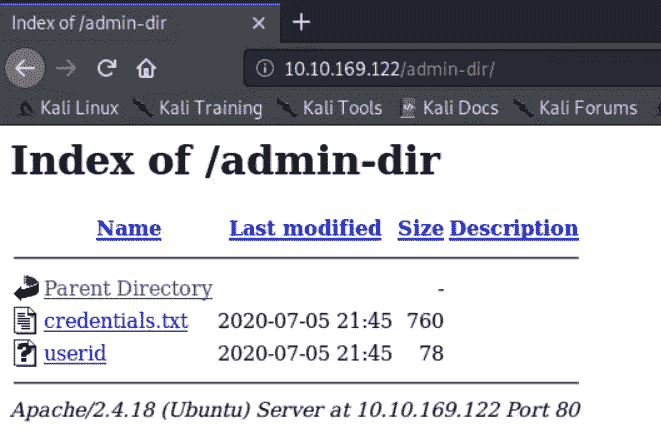 Index of /admin-dir
10.10.169.122/admin-dir/
Kali Linux Kali Training Kali Tools Kali Docs Kali Forums
Index of /admin-dir
Name Last modified Size Description
Parent Directory -
credentials.txt 2020-07-05 21:45 760
userid 2020-07-05 21:45 78
Apache/2.4.18 (Ubuntu) Server at 10.10.169.122 Port 80